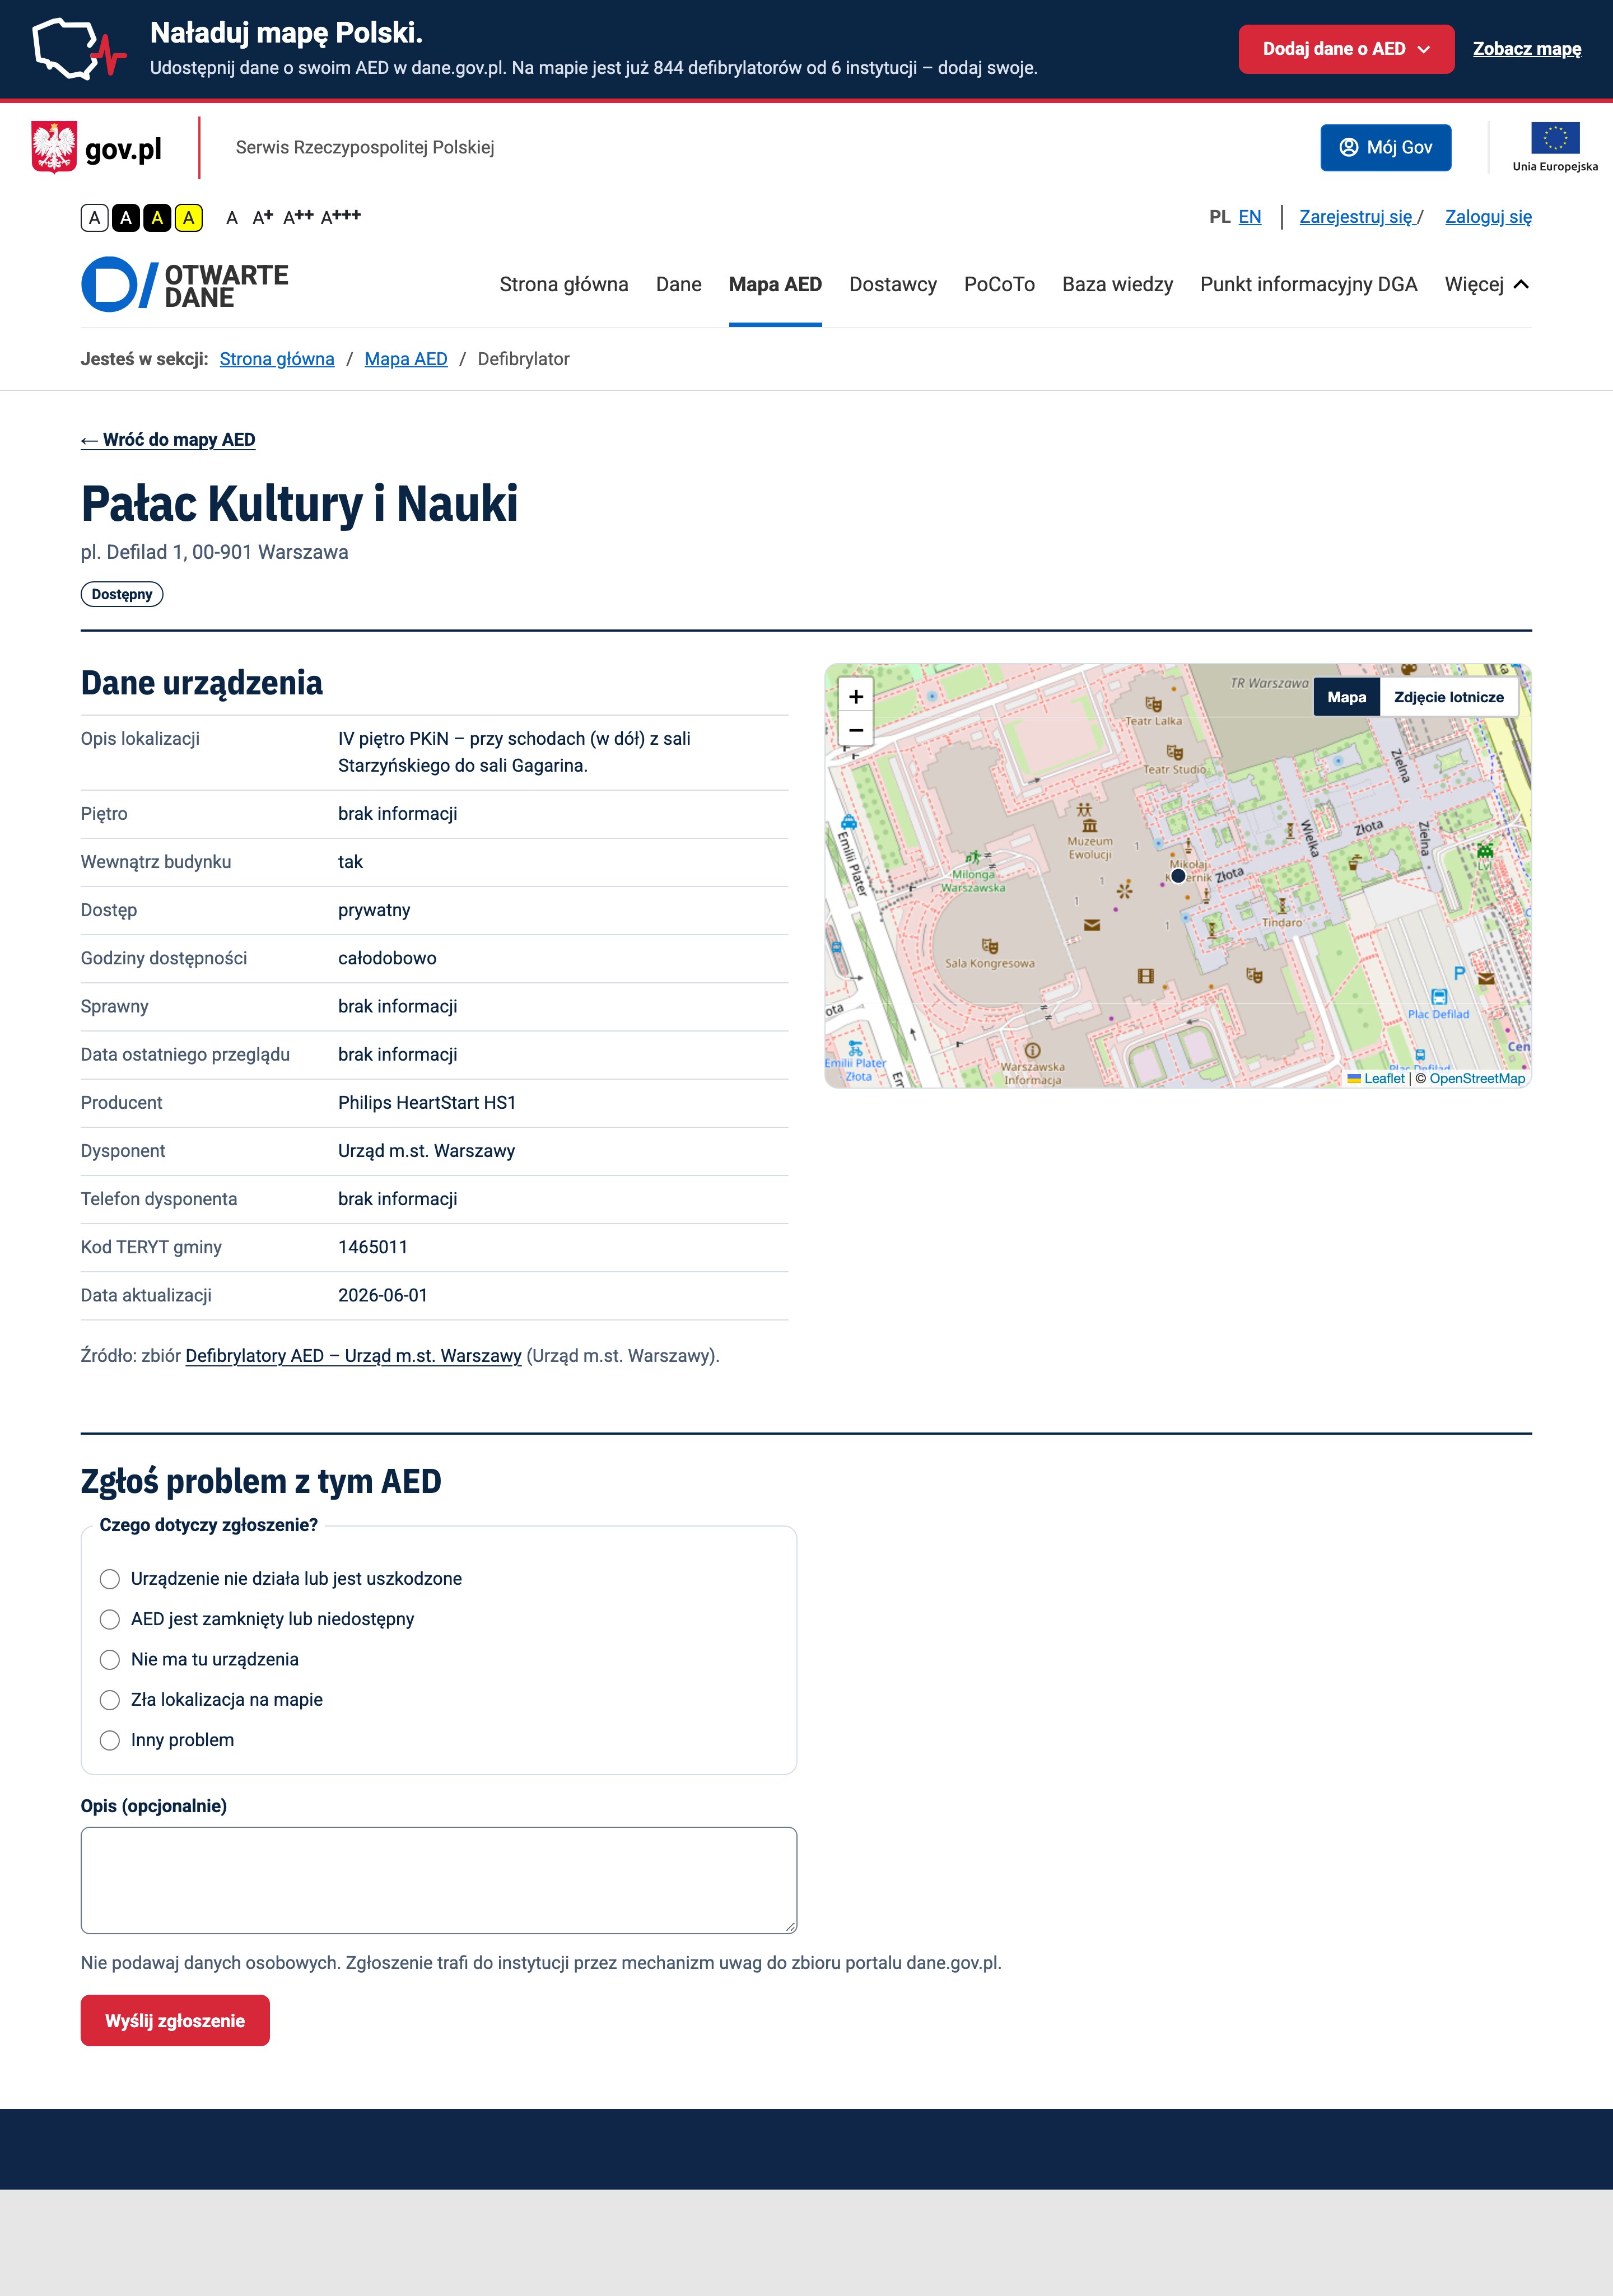 Naładuj mapę Polski.
Udostępnij dane o swoim AED w dane.gov.pl. Na mapie jest już 844 defibrylatorów od 6 instytucji – dodaj swoje.
Dodaj dane o AED
Zobacz mapę
gov.pl
Serwis Rzeczypospolitej Polskiej
Mój Gov
Unia Europejska
A A A A A A+ A++ A+++
PL EN Zarejestruj się / Zaloguj się
OTWARTE
DANE
Strona główna Dane Mapa AED Dostawcy PoCoTo Baza wiedzy Punkt informacyjny DGA Więcej
Jesteś w sekcji: Strona główna / Mapa AED / Defibrylator
← Wróć do mapy AED
Pałac Kultury i Nauki
pl. Defilad 1, 00-901 Warszawa
Dostępny
Dane urządzenia
Opis lokalizacji IV piętro PKiN – przy schodach (w dół) z sali
Starzyńskiego do sali Gagarina.
Piętro brak informacji
Wewnątrz budynku tak
Dostęp prywatny
Godziny dostępności całodobowo
Sprawny brak informacji
Data ostatniego przeglądu brak informacji
Producent Philips HeartStart HS1
Dysponent Urząd m.st. Warszawy
Telefon dysponenta brak informacji
Kod TERYT gminy 1465011
Data aktualizacji 2026-06-01
Źródło: zbiór Defibrylatory AED – Urząd m.st. Warszawy (Urząd m.st. Warszawy).
+
−
TR Warszawa
Mapa Zdjęcie lotnicze
Teatr Lalka
Teatr Studio
Zielna
Muzeum
Ewolucji
1
Wielka
Złota
Zielna
Emilii Plater
Milonga
Warszawska
Mikołaj
Złota
1
1
1
Tindaro
Sala Kongresowa
P
Plac Defilad
Emilii Plater
Złota
Warszawska
Informacja
Leaflet | © OpenStreetMap
Zgłoś problem z tym AED
Czego dotyczy zgłoszenie?
Urządzenie nie działa lub jest uszkodzone
AED jest zamknięty lub niedostępny
Nie ma tu urządzenia
Zła lokalizacja na mapie
Inny problem
Opis (opcjonalnie)
Nie podawaj danych osobowych. Zgłoszenie trafi do instytucji przez mechanizm uwag do zbioru portalu dane.gov.pl.
Wyślij zgłoszenie